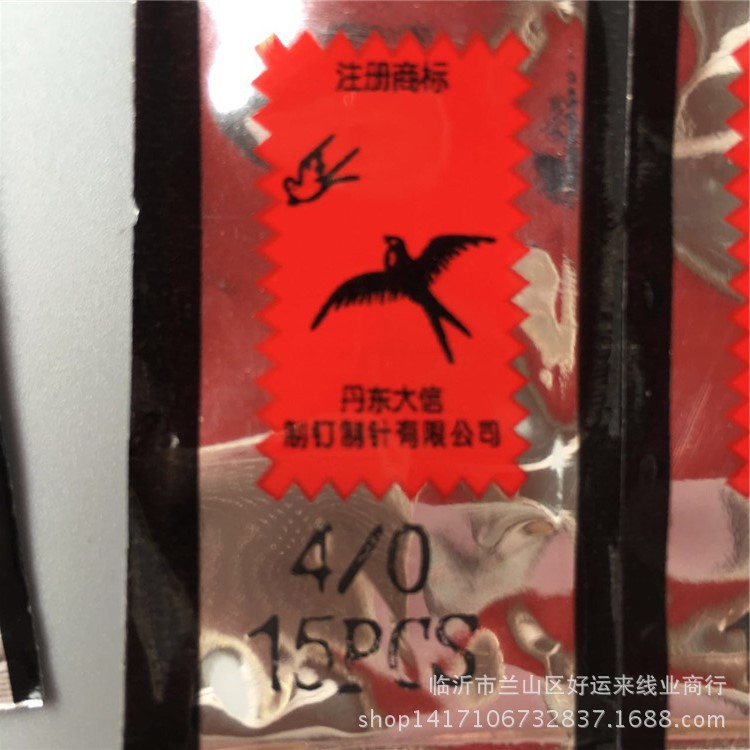 注册商标
丹东大信
制钉制针有限公司
4/0
15PCS
临沂市兰山区好运来线业商行
shop1417106732837.1688.com